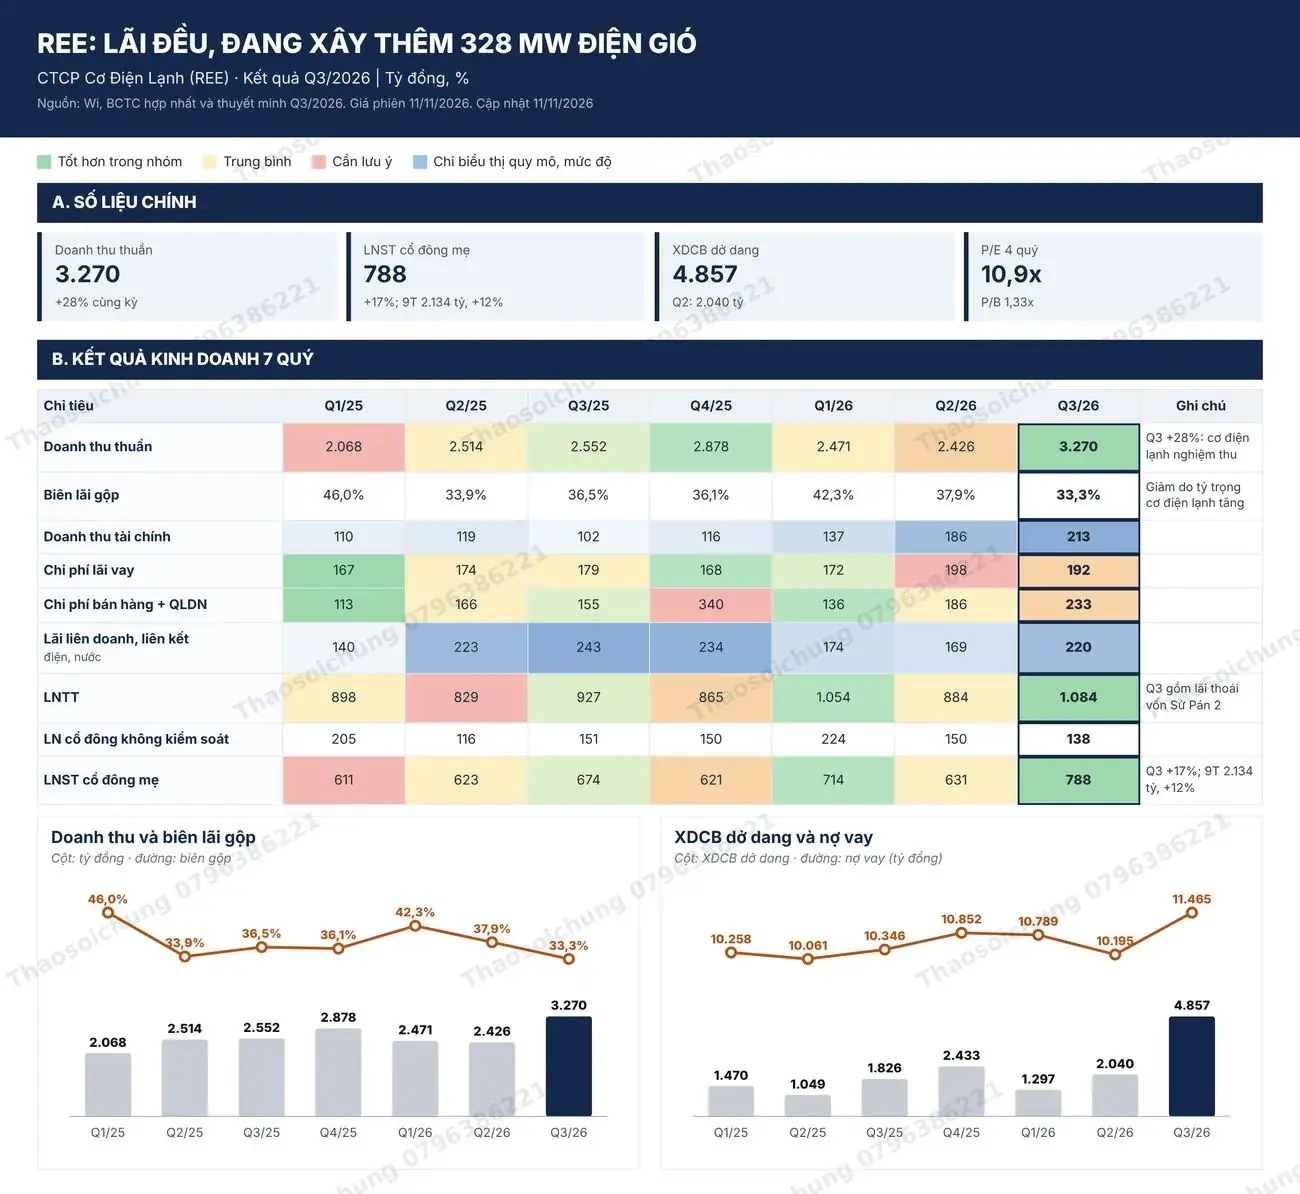 REE: LÃI ĐỀU, ĐANG XÂY THÊM 328 MW ĐIỆN GIÓ
CTCP Cơ Điện Lạnh (REE) · Kết quả Q3/2026 | Tỷ đồng, %
Nguồn: Wi, BCTC hợp nhất và thuyết minh Q3/2026. Giá phiên 11/11/2026. Cập nhật 11/11/2026
Tốt hơn trong nhóm Trung bình Cần lưu ý Chỉ biểu thị quy mô, mức độ
A. SỐ LIỆU CHÍNH
Doanh thu thuần
3.270
+28% cùng kỳ
LNST cổ đông mẹ
788
+17%; 9T 2.134 tỷ, +12%
XDCB dở dang
4.857
Q2: 2.040 tỷ
P/E 4 quý
10,9x
P/B 1,33x
B. KẾT QUẢ KINH DOANH 7 QUÝ
Chỉ tiêu Q1/25 Q2/25 Q3/25 Q4/25 Q1/26 Q2/26 Q3/26 Ghi chú
Doanh thu thuần 2.068 2.514 2.552 2.878 2.471 2.426 3.270 Q3 +28%: cơ điện
lạnh nghiệm thu
Biên lãi gộp 46,0% 33,9% 36,5% 36,1% 42,3% 37,9% 33,3% Giảm do tỷ trọng
cơ điện lạnh tăng
Doanh thu tài chính 110 119 102 116 137 186 213
Chi phí lãi vay 167 174 179 168 172 198 192
Chi phí bán hàng + QLDN 113 166 155 340 136 186 233
Lãi liên doanh, liên kết 140 223 243 234 174 169 220
điện, nước
LNTT 898 829 927 865 1.054 884 1.084 Q3 gồm lãi thoái
vốn Sử Pán 2
LN cổ đông không kiểm soát 205 116 151 150 224 150 138
LNST cổ đông mẹ 611 623 674 621 714 631 788 Q3 +17%; 9T 2.134
tỷ, +12%
Doanh thu và biên lãi gộp
Cột: tỷ đồng · đường: biên gộp
46,0% 33,9% 36,5% 36,1% 42,3% 37,9% 33,3%
2.068 2.514 2.552 2.878 2.471 2.426 3.270
Q1/25 Q2/25 Q3/25 Q4/25 Q1/26 Q2/26 Q3/26
XDCB dở dang và nợ vay
Cột: XDCB dở dang · đường: nợ vay (tỷ đồng)
10.258 10.061 10.346 10.852 10.789 10.195 11.465
1.470 1.049 1.826 2.433 1.297 2.040 4.857
Q1/25 Q2/25 Q3/25 Q4/25 Q1/26 Q2/26 Q3/26
Thaosoichung 0796386221